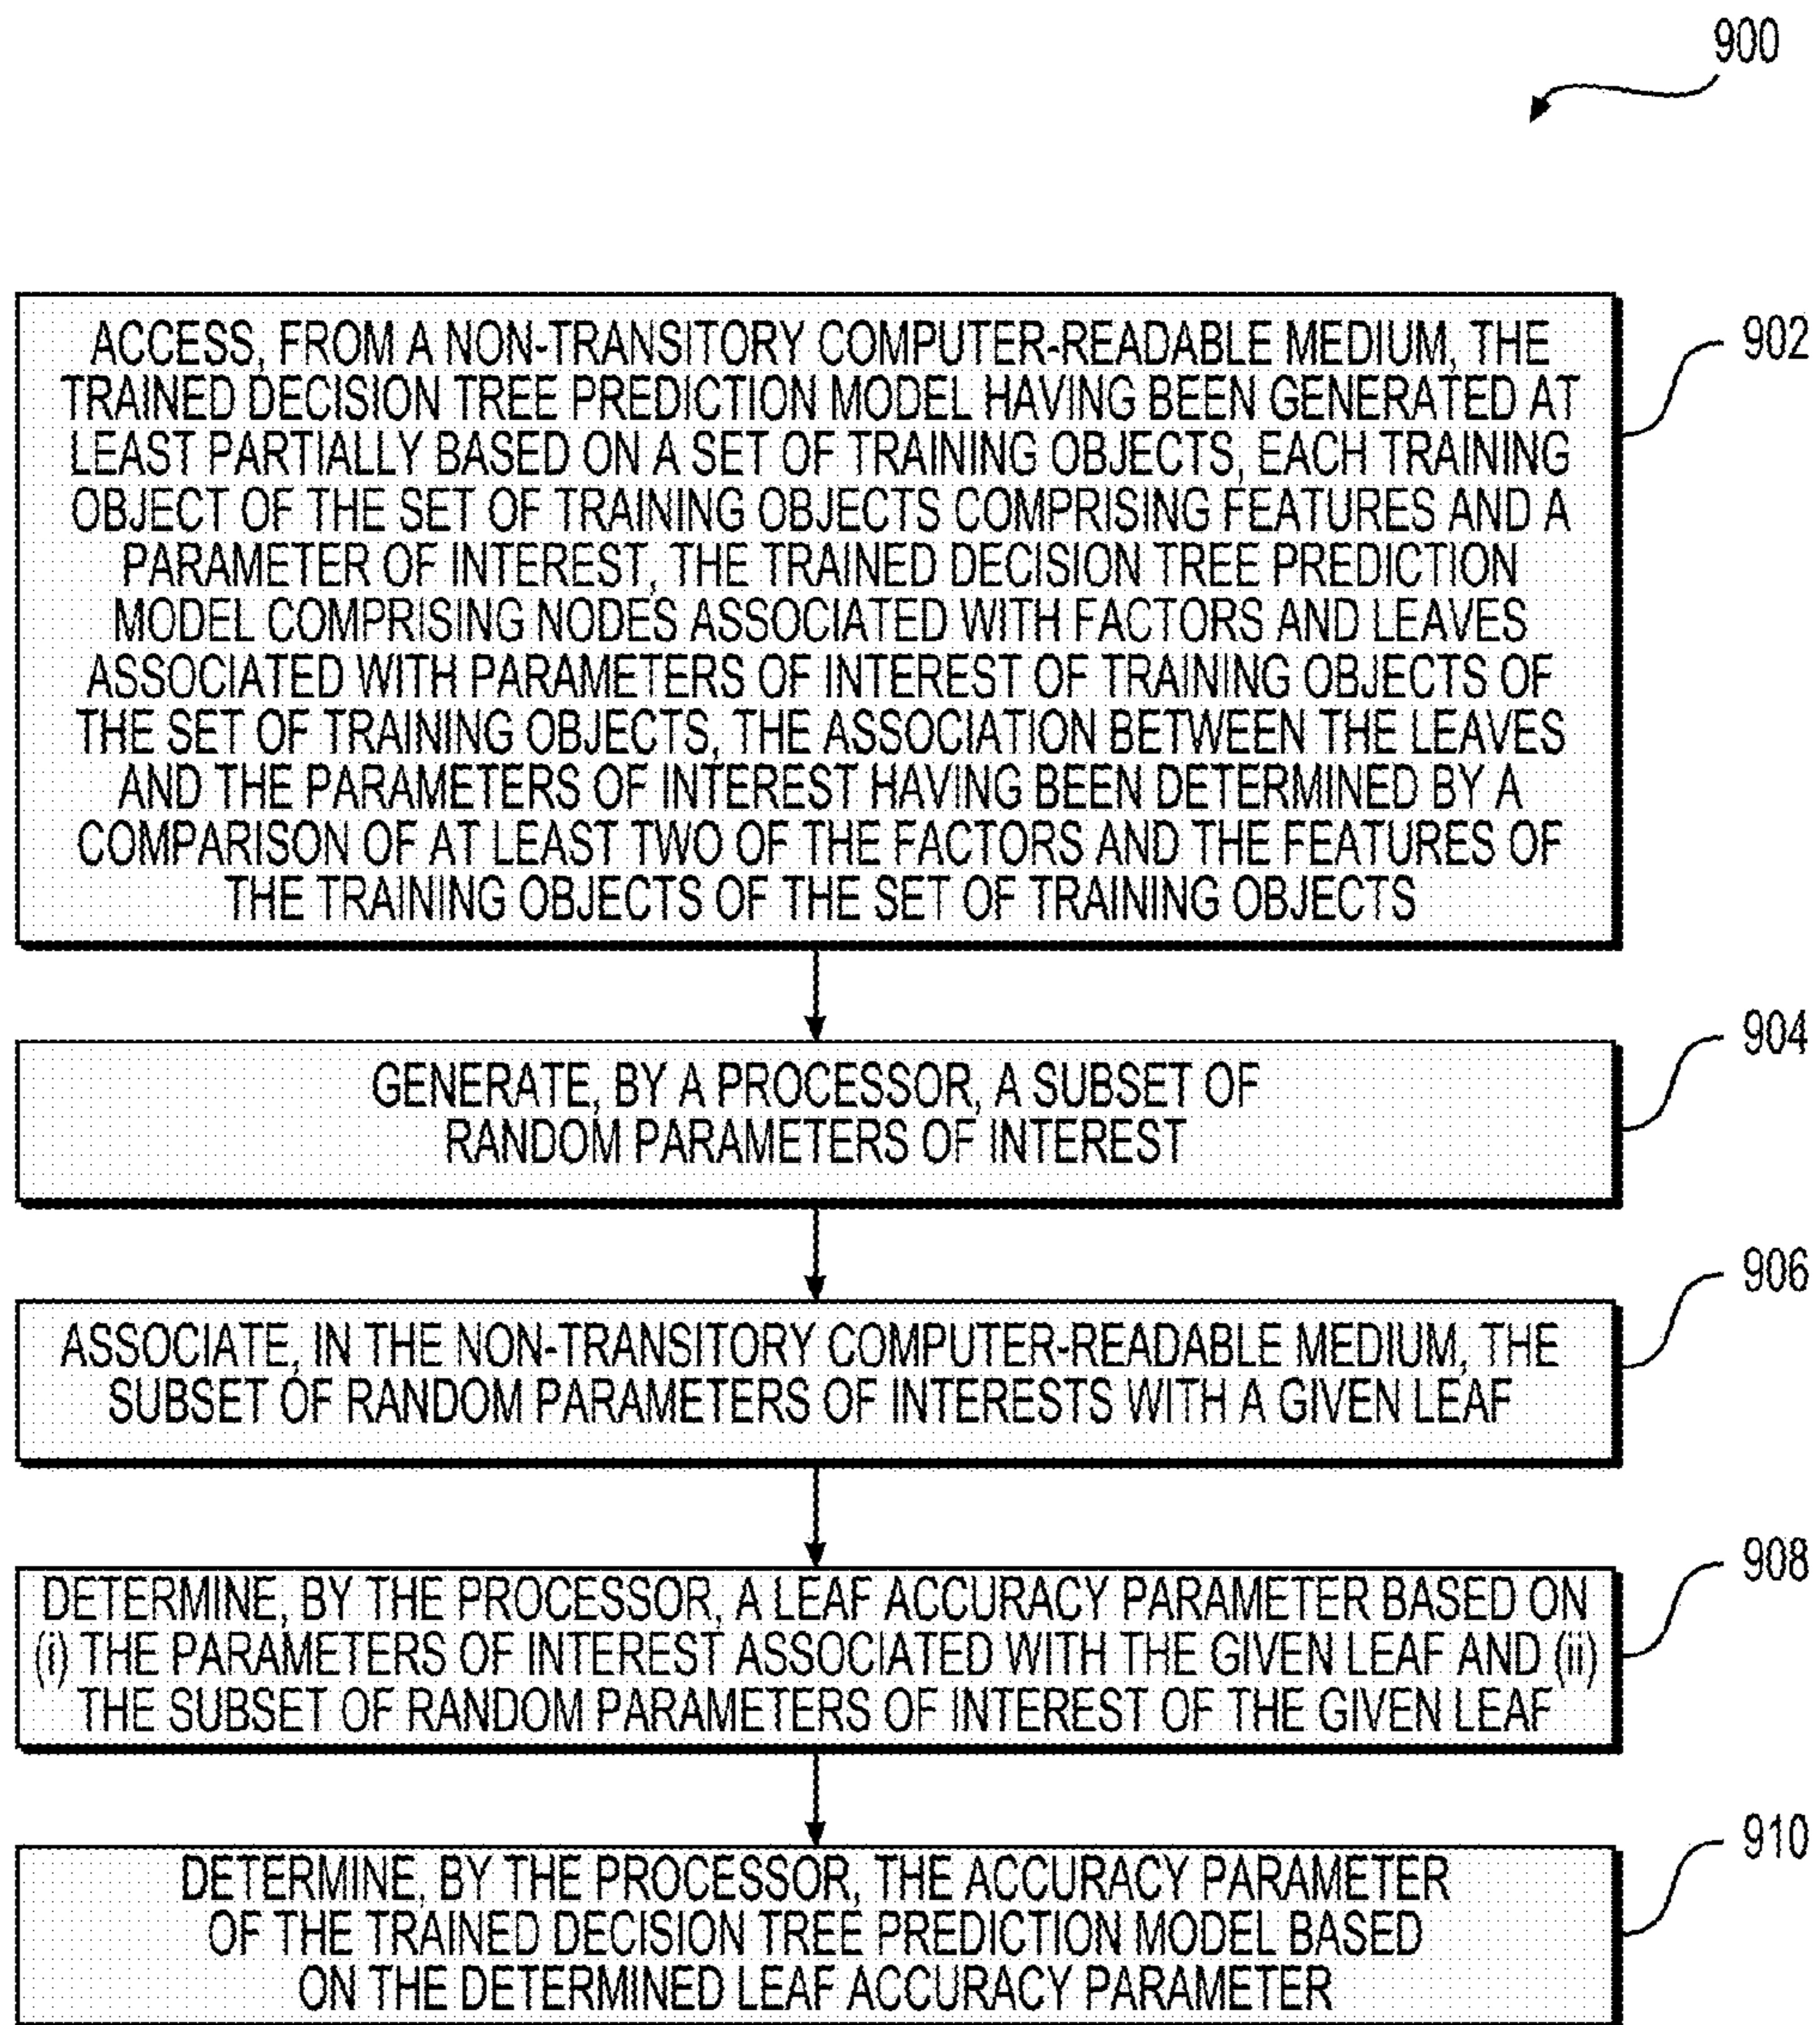 900
ACCESS, FROM A NON-TRANSITORY COMPUTER-READABLE MEDIUM, THE
TRAINED DECISION TREE PREDICTION MODEL HAVING BEEN GENERATED AT
LEAST PARTIALLY BASED ON A SET OF TRAINING OBJECTS, EACH TRAINING
OBJECT OF THE SET OF TRAINING OBJECTS COMPRISING FEATURES AND A
PARAMETER OF INTEREST, THE TRAINED DECISION TREE PREDICTION
MODEL COMPRISING NODES ASSOCIATED WITH FACTORS AND LEAVES
ASSOCIATED WITH PARAMETERS OF INTEREST OF TRAINING OBJECTS OF
THE SET OF TRAINING OBJECTS, THE ASSOCIATION BETWEEN THE LEAVES
AND THE PARAMETERS OF INTEREST HAVING BEEN DETERMINED BY A
COMPARISON OF AT LEAST TWO OF THE FACTORS AND THE FEATURES OF
THE TRAINING OBJECTS OF THE SET OF TRAINING OBJECTS
902
GENERATE, BY A PROCESSOR, A SUBSET OF
RANDOM PARAMETERS OF INTEREST
904
ASSOCIATE, IN THE NON-TRANSITORY COMPUTER-READABLE MEDIUM, THE
SUBSET OF RANDOM PARAMETERS OF INTERESTS WITH A GIVEN LEAF
906
DETERMINE, BY THE PROCESSOR, A LEAF ACCURACY PARAMETER BASED ON
(i) THE PARAMETERS OF INTEREST ASSOCIATED WITH THE GIVEN LEAF AND (ii)
THE SUBSET OF RANDOM PARAMETERS OF INTEREST OF THE GIVEN LEAF
908
DETERMINE, BY THE PROCESSOR, THE ACCURACY PARAMETER
OF THE TRAINED DECISION TREE PREDICTION MODEL BASED
ON THE DETERMINED LEAF ACCURACY PARAMETER
910